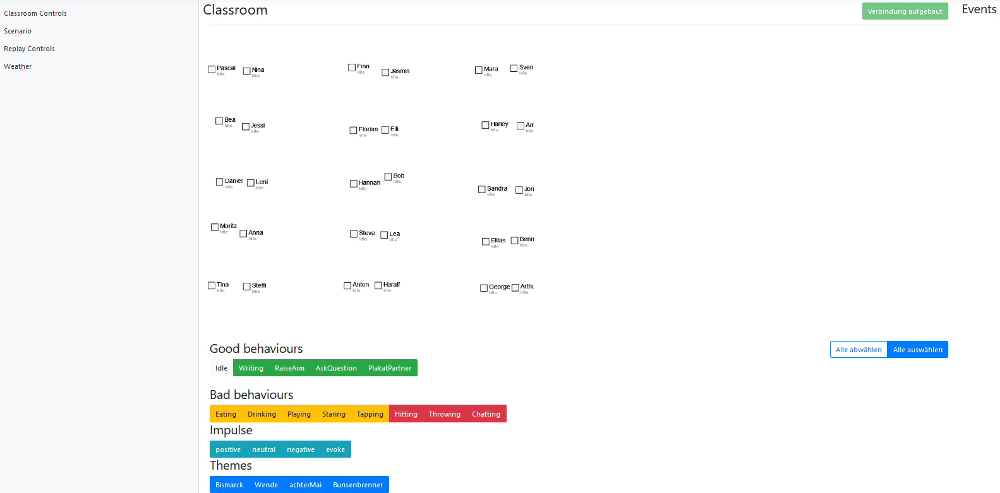 Classroom Controls
Scenario
Replay Controls
Weather
Classroom
Verbindung aufgebaut
Events
Pascal
Idle
Nina
Idle
Finn
Idle
Jasmin
Idle
Mara
Idle
Sven
Idle
Bea
Idle
Jessi
Idle
Florian
Idle
Elli
Idle
Harley
Idle
Idle
Daniel
Idle
Leni
Idle
Hannah
Idle
Bob
Idle
Sandra
Idle
Jon
Idle
Moritz
Idle
Anna
Idle
Steve
Idle
Lea
Idle
Ellias
Idle
Benn
Idle
Tina
Idle
Steffi
Idle
Anton
Idle
Haralf
Idle
George
Idle
Arthu
Idle
Good behaviours
Alle abwählen Alle auswählen
Idle Writing RaiseArm AskQuestion PlakatPartner
Bad behaviours
Eating Drinking Playing Staring Tapping Hitting Throwing Chatting
Impulse
positive neutral negative evoke
Themes
Bismarck Wende achterMai Bunsenbrenner